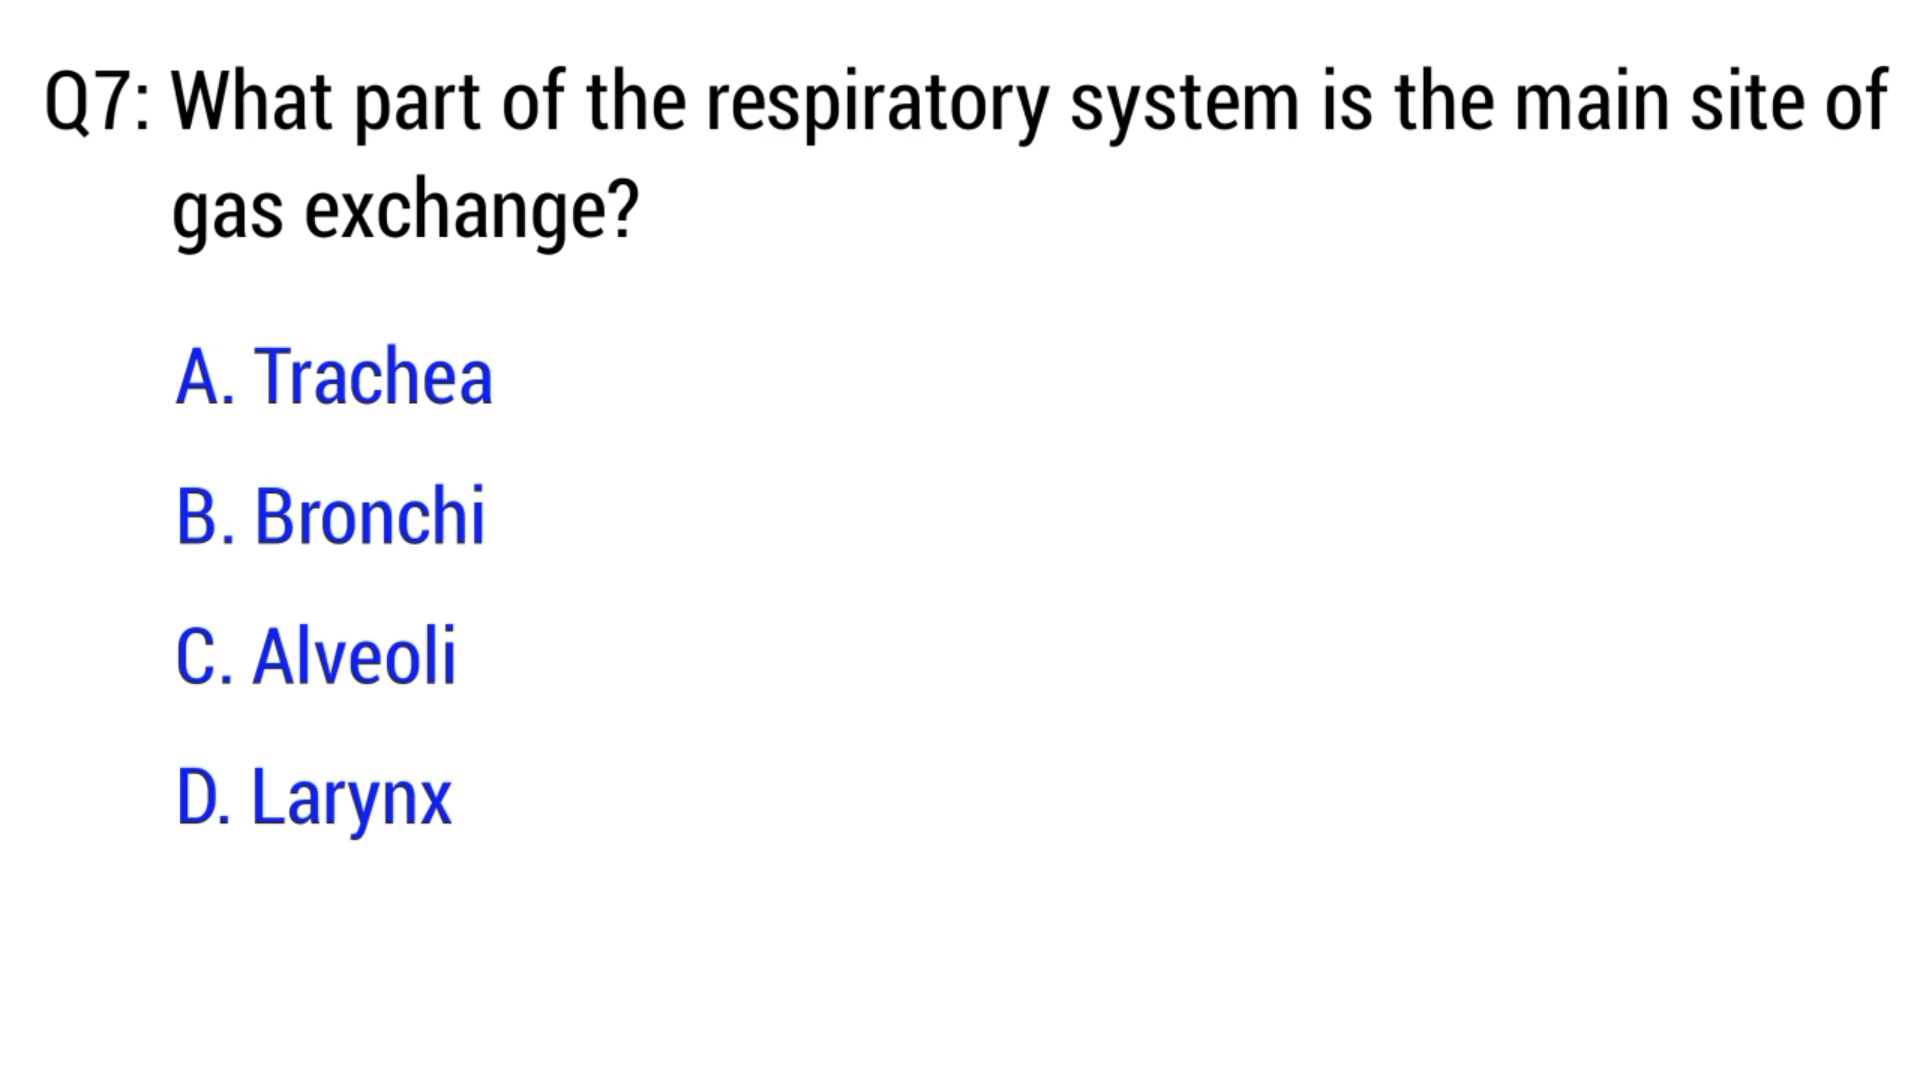 Q7: What part of the respiratory system is the main site of
gas exchange?
A. Trachea
B. Bronchi
C. Alveoli
D. Larynx